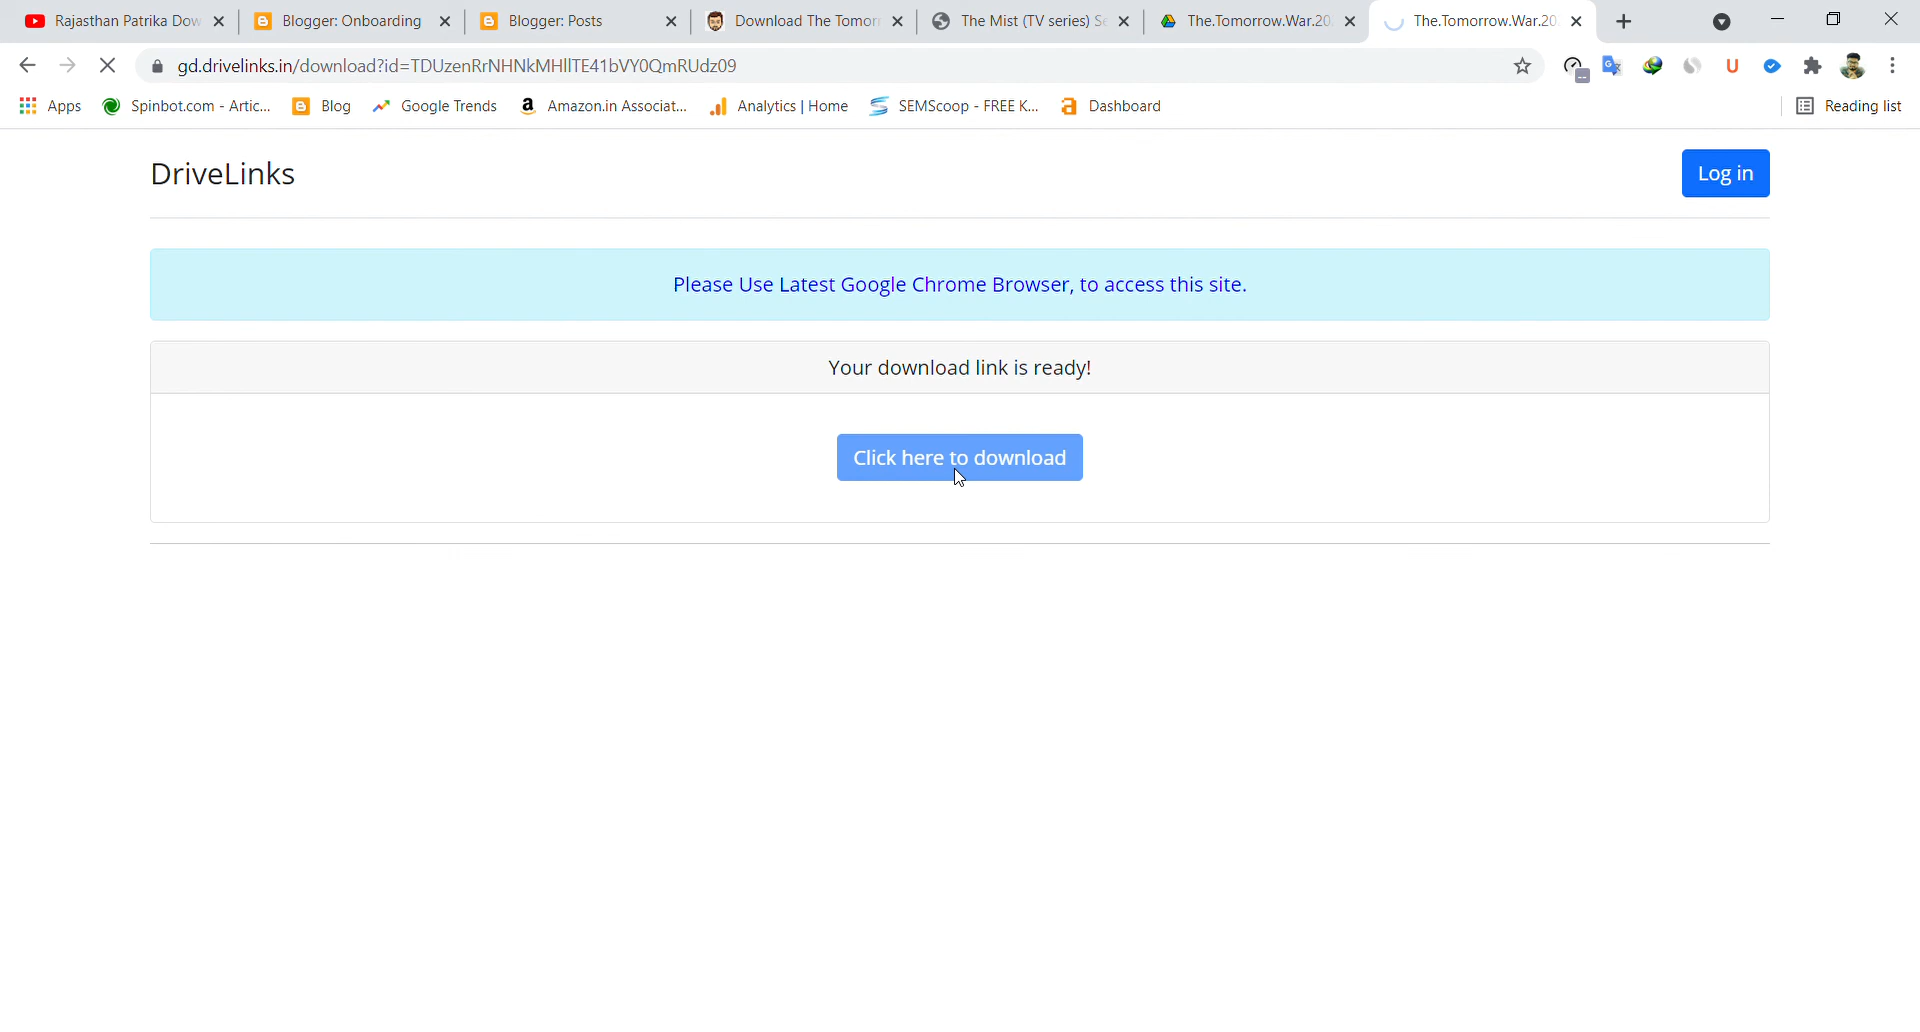 Rajasthan Patrika Dow
Blogger: Onboarding
Blogger: Posts
Download The Tomor
The Mist (TV series) Se
The.Tomorrow.War.20
The.Tomorrow.War.20
gd.drivelinks.in/download?id=TDUzenRrNHNkMHlITE41bVY0QmRUdz09
Apps
Spinbot.com - Artic...
Blog
Google Trends
Amazon.in Associat...
Analytics | Home
SEMScoop - FREE K...
Dashboard
Reading list
DriveLinks
Log in
Please Use Latest Google Chrome Browser, to access this site.
Your download link is ready!
Click here to download